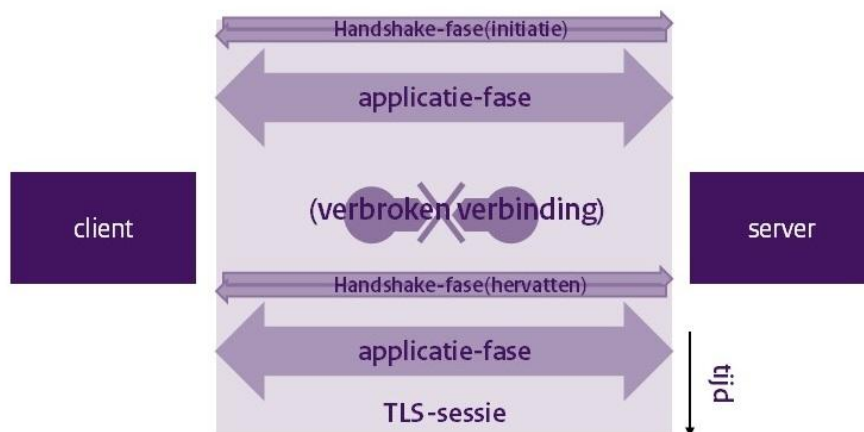 Handshake-fase(initiatie)
applicatie-fase
client
(verbroken verbinding)
server
Handshake-fase(hervatten)
applicatie-fase
tijd
TLS-sessie